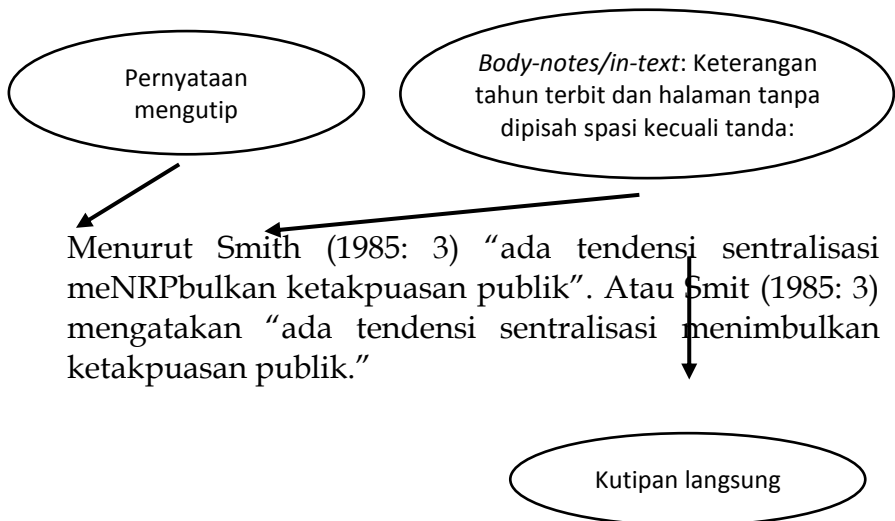 Pernyataan
mengutip
Body-notes/in-text: Keterangan
tahun terbit dan halaman tanpa
dipisah spasi kecuali tanda:
Menurut Smith (1985: 3) “ada tendensi sentralisasi
meNRPbulkan ketakpuasan publik”. Atau Smit (1985: 3)
mengatakan “ada tendensi sentralisasi menimbulkan
ketakpuasan publik.”
Kutipan langsung